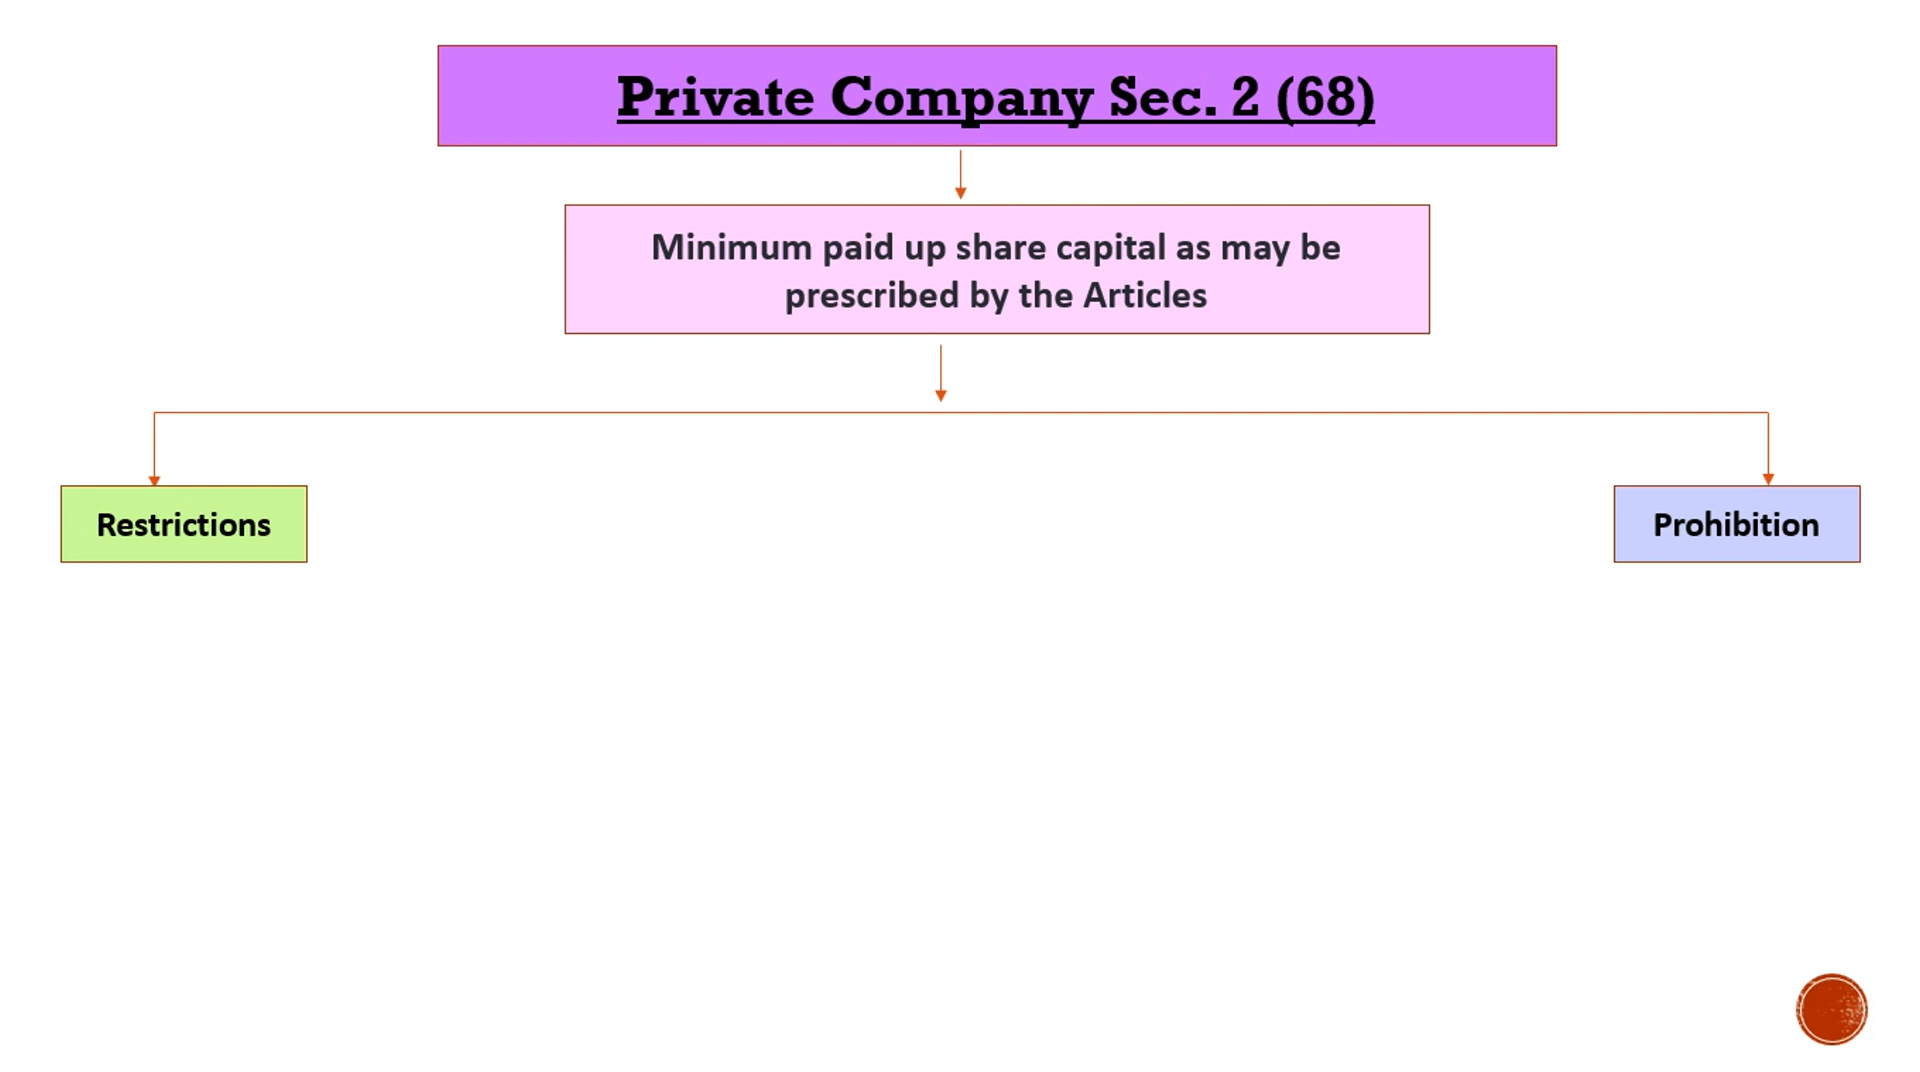 Private Company Sec. 2 (68)
Minimum paid up share capital as may be
prescribed by the Articles
Restrictions
Prohibition